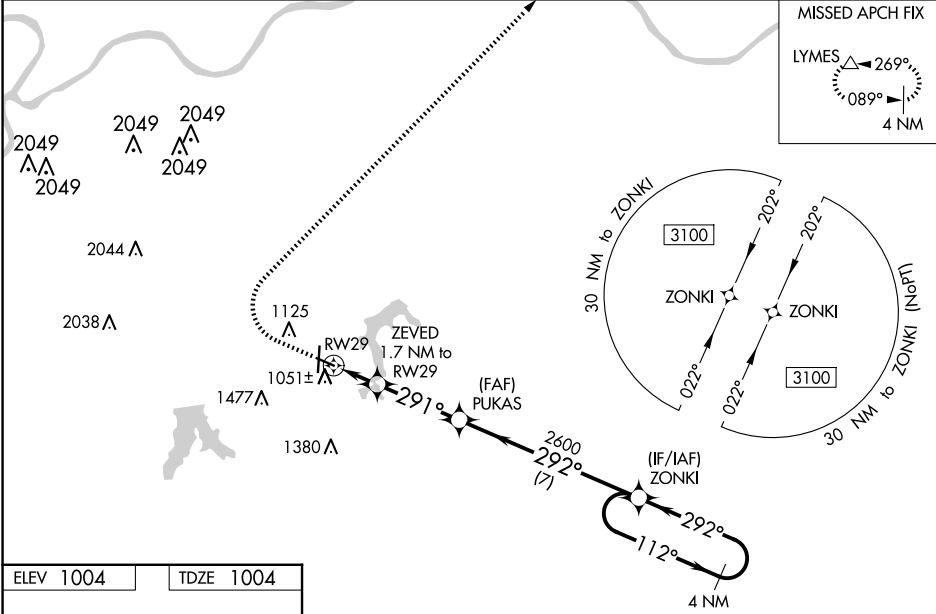 MISSED APCH FIX
LYMES
269°
089°
4 NM
2049
2049
2049
2049
2049
2044
2038
1125
1051±
1477
1380
RW29
ZEVED
1.7 NM to
RW29
291°
(FAF)
PUKAS
2600
292°
(7)
(IF/IAF)
ZONKI
292°
112°
4 NM
30 NM to ZONKI
3100
202°
ZONKI
022°
202°
ZONKI
022°
3100
30 NM to ZONKI (NoPT)
ELEV 1004
TDZE 1004